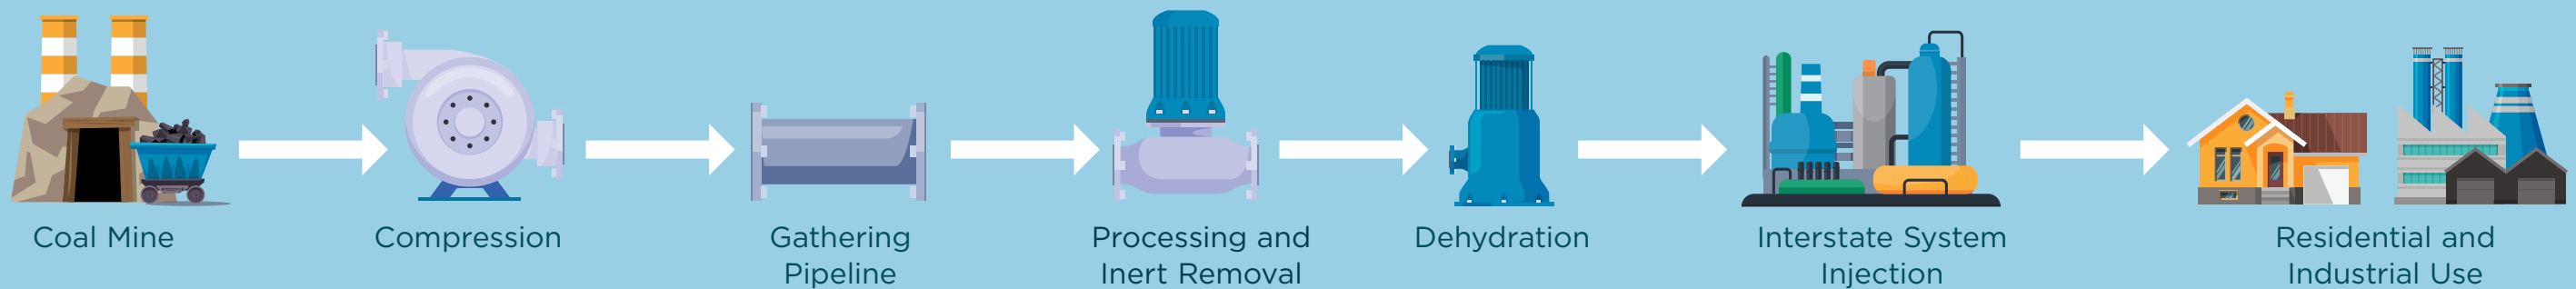 Coal Mine
Compression
Gathering
Pipeline
Processing and
Inert Removal
Dehydration
Interstate System
Injection
Residential and
Industrial Use